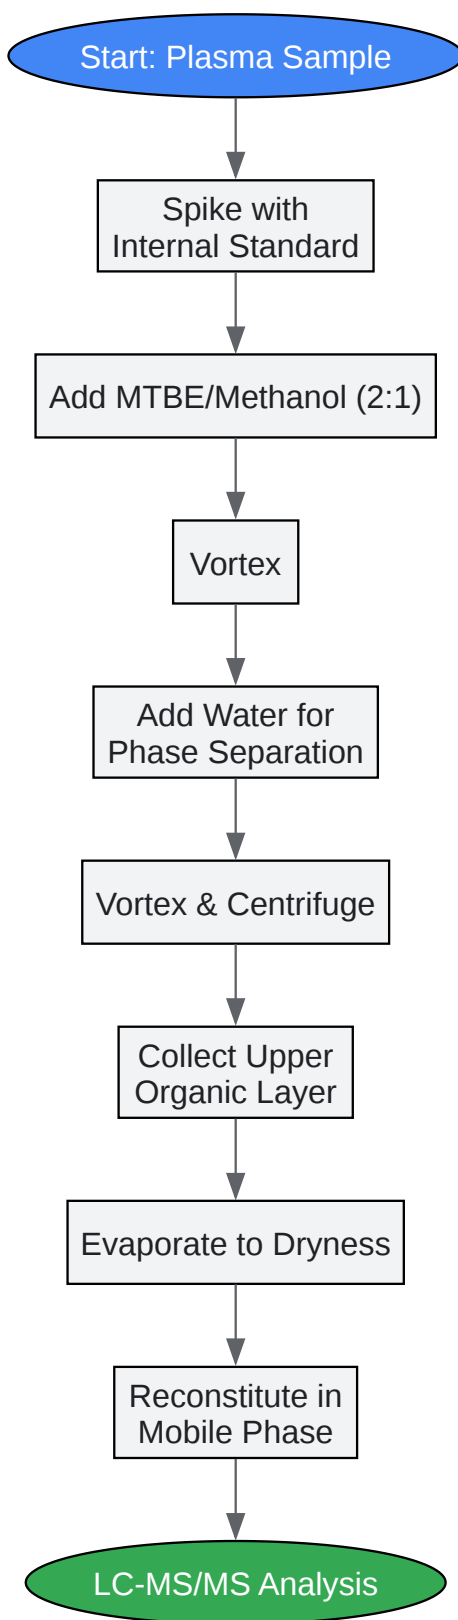 Start: Plasma Sample
Spike with
Internal Standard
Add MTBE/Methanol (2:1)
Vortex
Add Water for
Phase Separation
Vortex & Centrifuge
Collect Upper
Organic Layer
Evaporate to Dryness
Reconstitute in
Mobile Phase
LC-MS/MS Analysis